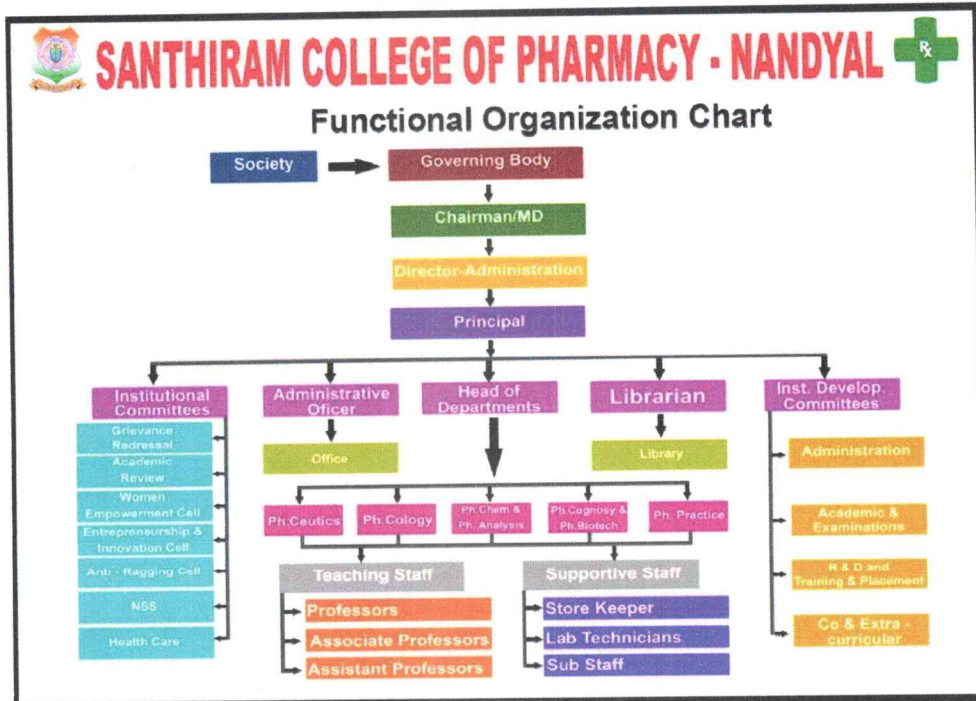 SANTHIRAM COLLEGE OF PHARMACY - NANDYAL
Rx
Functional Organization Chart
Society
Governing Body
Chairman/MD
Director-Administration
Principal
Institutional
Committees
Administrative
Oficer
Head of
Departments
Librarian
Inst. Develop.
Committees
Grievance
Redressal
Academic
Review
Women
Empowerment Cell
Entrepreneurship &
Innovation Cell
Anti - Ragging Cell
NSS
Health Care
Office
Library
Ph.Ceutics
Ph.Cology
Ph.Chem &
Ph. Analysis
Ph.Cognosy &
Ph.Biotech
Ph. Practice
Teaching Staff
Professors
Associate Professors
Assistant Professors
Supportive Staff
Store Keeper
Lab Technicians
Sub Staff
Administration
Academic &
Examinations
R & D and
Training & Placement
Co & Extra -
curricular